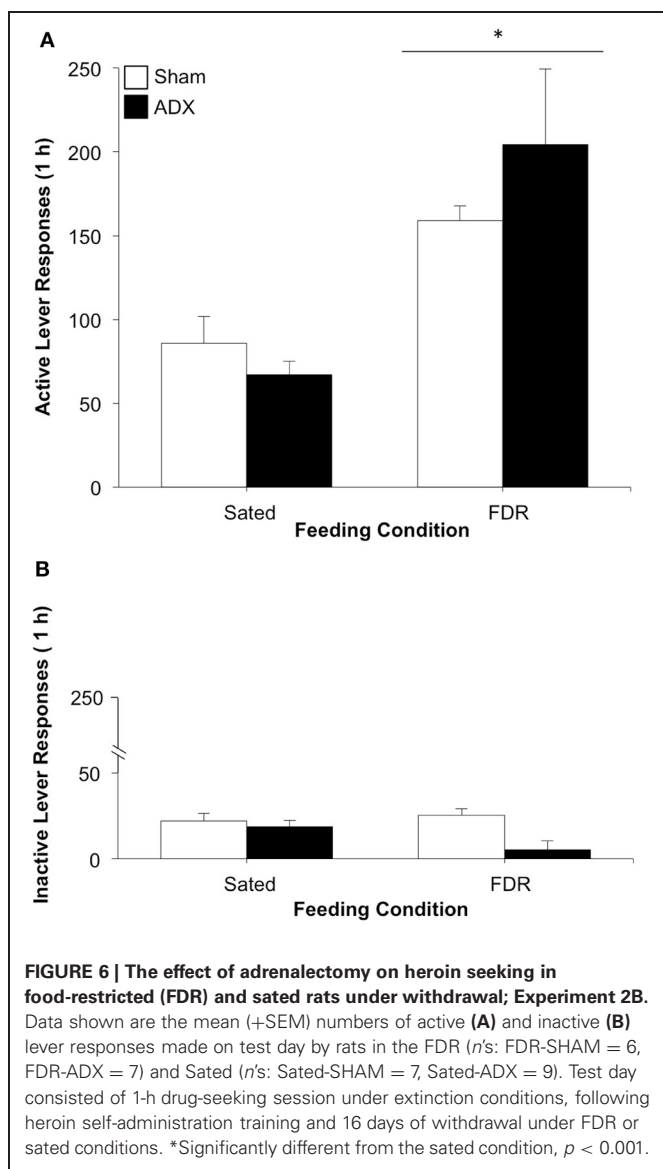 A
*
Sham
ADX
250
200
150
100
50
0
Active Lever Responses (1 h)
Sated
FDR
Feeding Condition
B
250
50
0
Inactive Lever Responses ( 1 h)
Sated
FDR
Feeding Condition
FIGURE 6 | The effect of adrenalectomy on heroin seeking in
food-restricted (FDR) and sated rats under withdrawal; Experiment 2B.
Data shown are the mean (+SEM) numbers of active (A) and inactive (B)
lever responses made on test day by rats in the FDR (n's: FDR-SHAM = 6,
FDR-ADX = 7) and Sated (n's: Sated-SHAM = 7, Sated-ADX = 9). Test day
consisted of 1-h drug-seeking session under extinction conditions, following
heroin self-administration training and 16 days of withdrawal under FDR or
sated conditions. *Significantly different from the sated condition, p < 0.001.